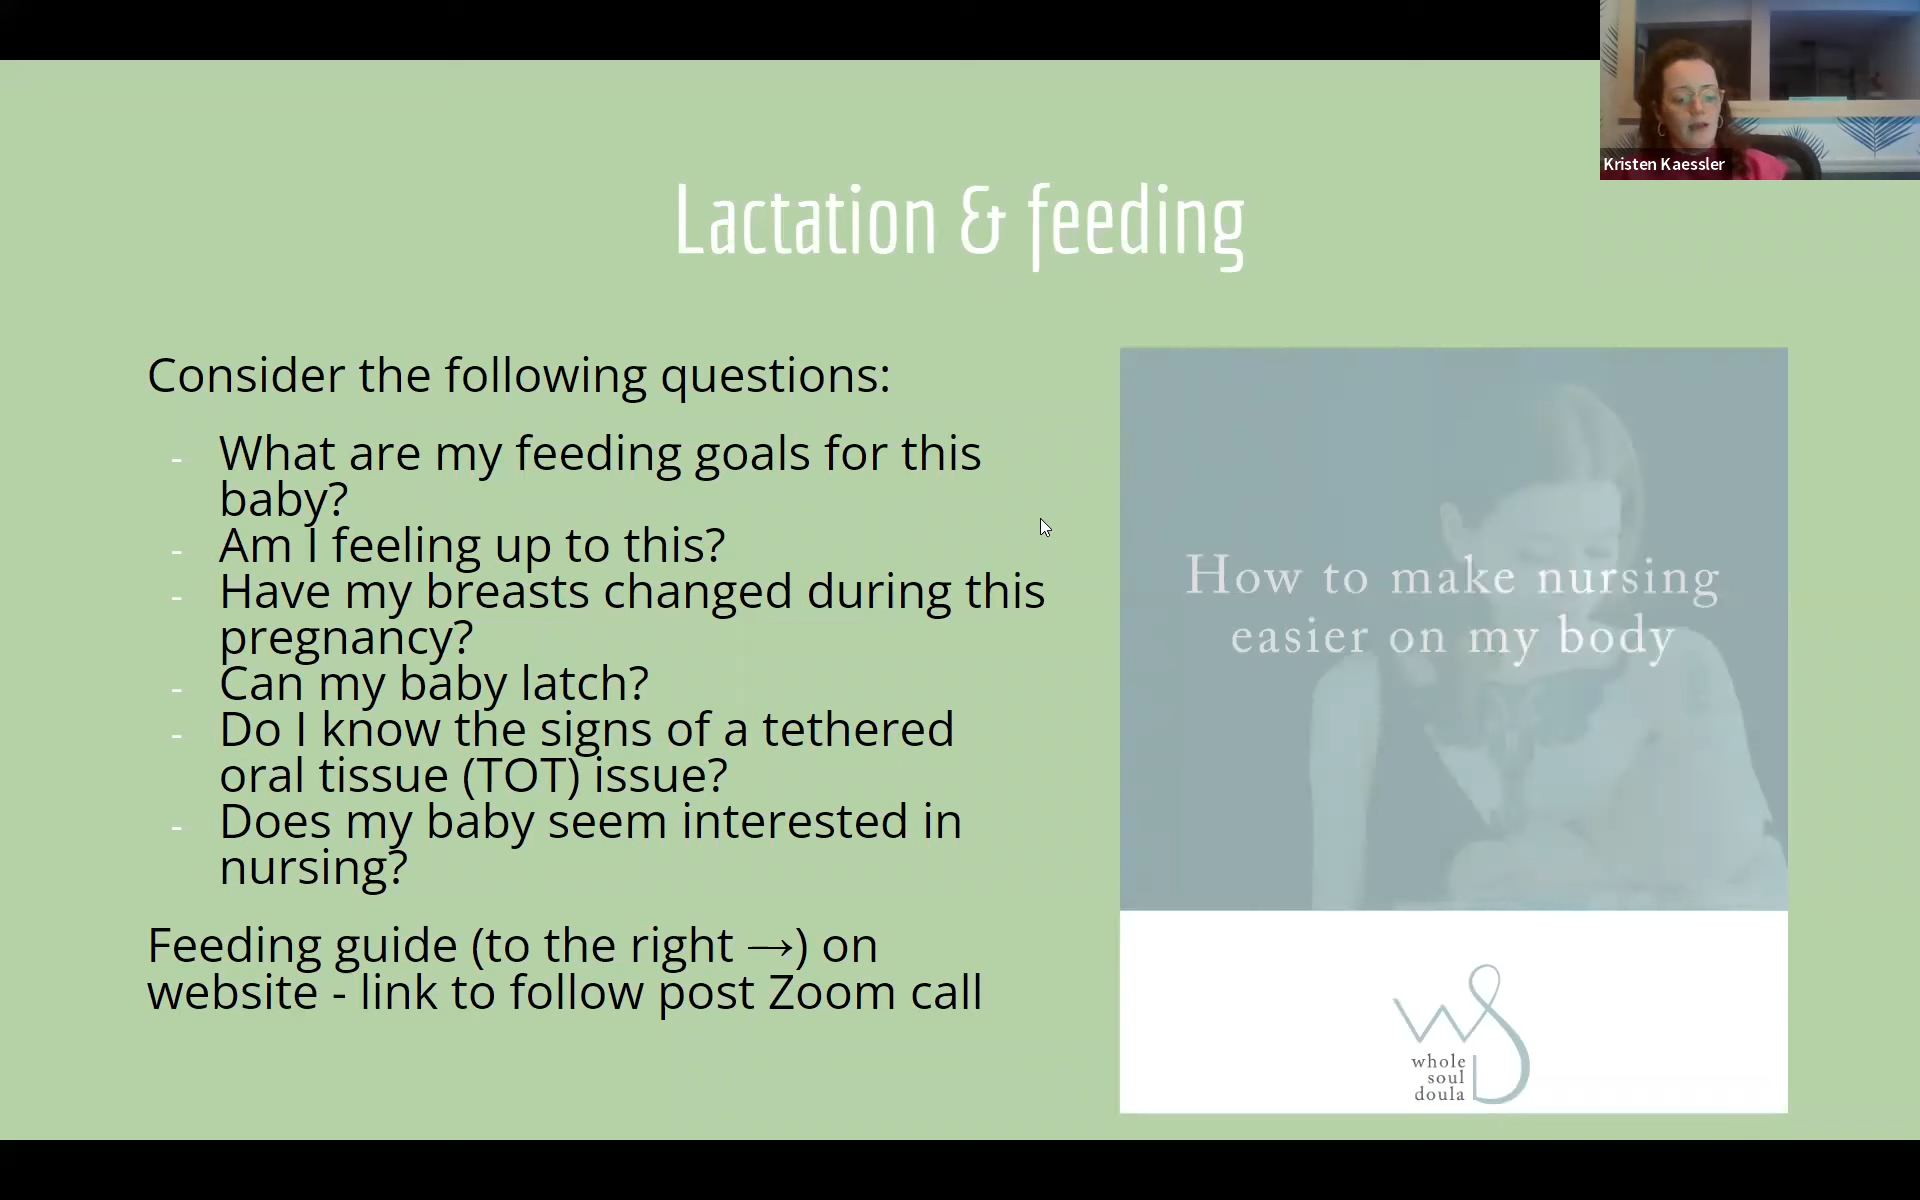 Kristen Kaessler
Lactation & feeding
Consider the following questions:
- What are my feeding goals for this
baby?
- Am I feeling up to this?
- Have my breasts changed during this
pregnancy?
- Can my baby latch?
- Do I know the signs of a tethered
oral tissue (TOT) issue?
- Does my baby seem interested in
nursing?
Feeding guide (to the right →) on
website - link to follow post Zoom call
How to make nursing
easier on my body
WSD
whole
soul
doula